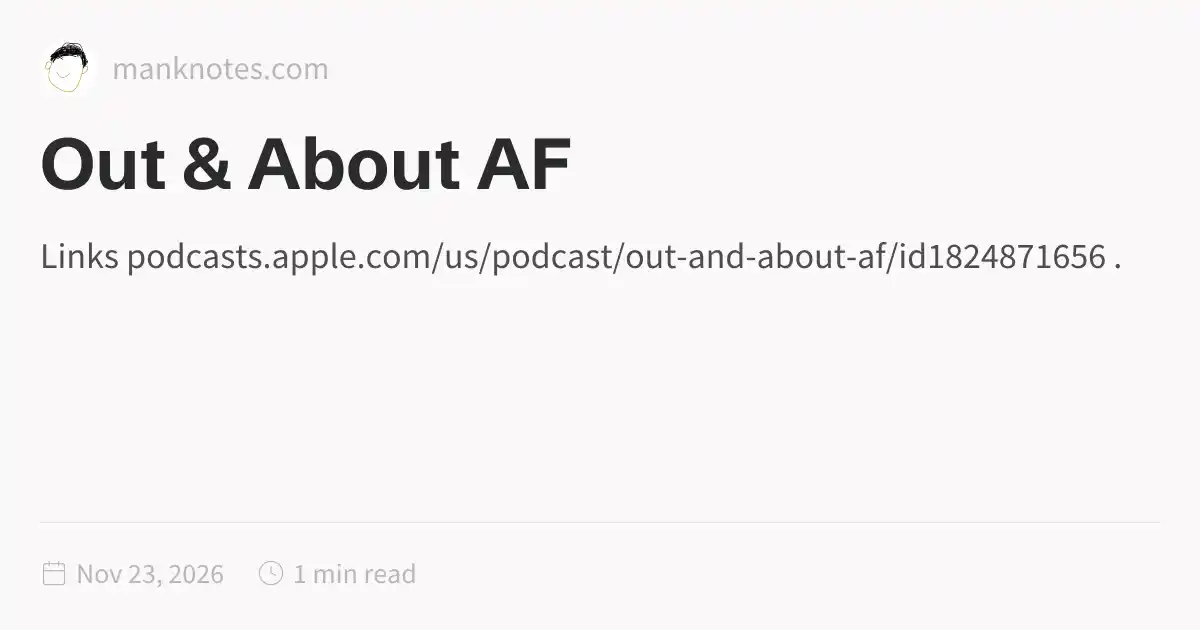 manknotes.com
Out & About AF
Links podcasts.apple.com/us/podcast/out-and-about-af/id1824871656 .
Nov 23, 2026 1 min read